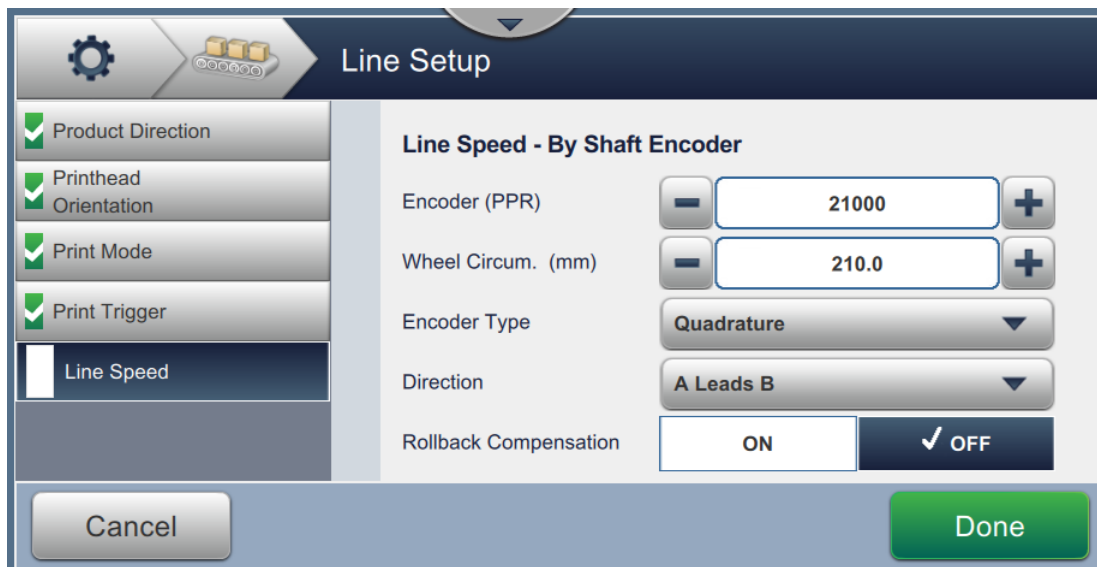 Line Setup
Product Direction
Printhead
Orientation
Print Mode
Print Trigger
Line Speed
Line Speed - By Shaft Encoder
Encoder (PPR)
21000
Wheel Circum. (mm)
210.0
Encoder Type
Quadrature
Direction
A Leads B
Rollback Compensation
ON
OFF
Cancel
Done